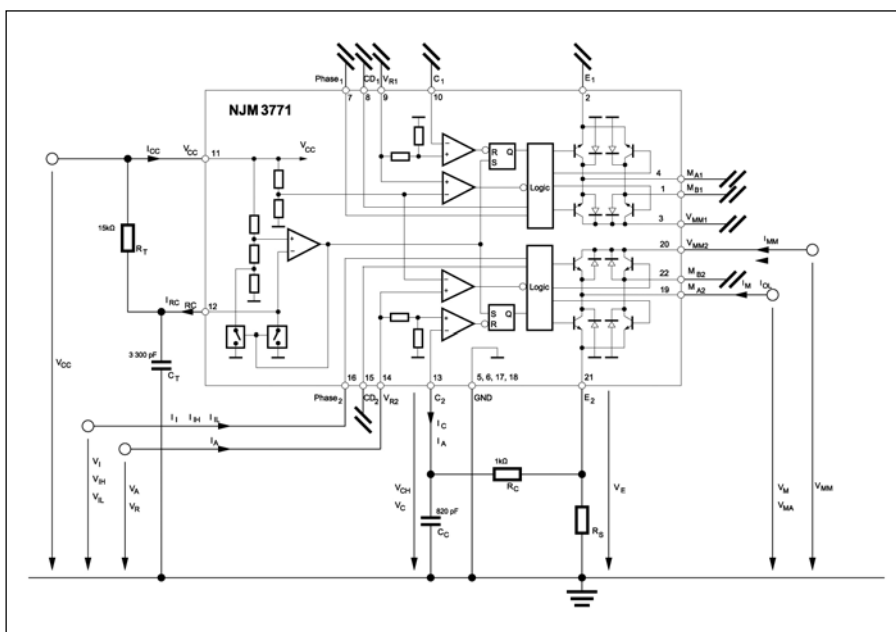 Phase1 CD1 VR1 C1 E1
7 8 9 10 2
NJM 3771
ICC VCC 11 VCC
R Q
S
Logic
4 MA1
1 MB1
3 VMM1
15kΩ
RT
20 VMM2 IMM
22 MB2
19 MA2 IM IOL
Logic
S Q
R
IRC RC 12
3 300 pF
CT
VCC
16 15 14 13 5, 6, 17, 18 21
Phase2 CD2 VR2 C2 GND E2
II IIH IIL
IA
IC
IA
1kΩ
RC
VI
VIH
VIL
VA
VR
VCH
VC
820 pF
CC
RS
VIE
VM
VMA
VMM